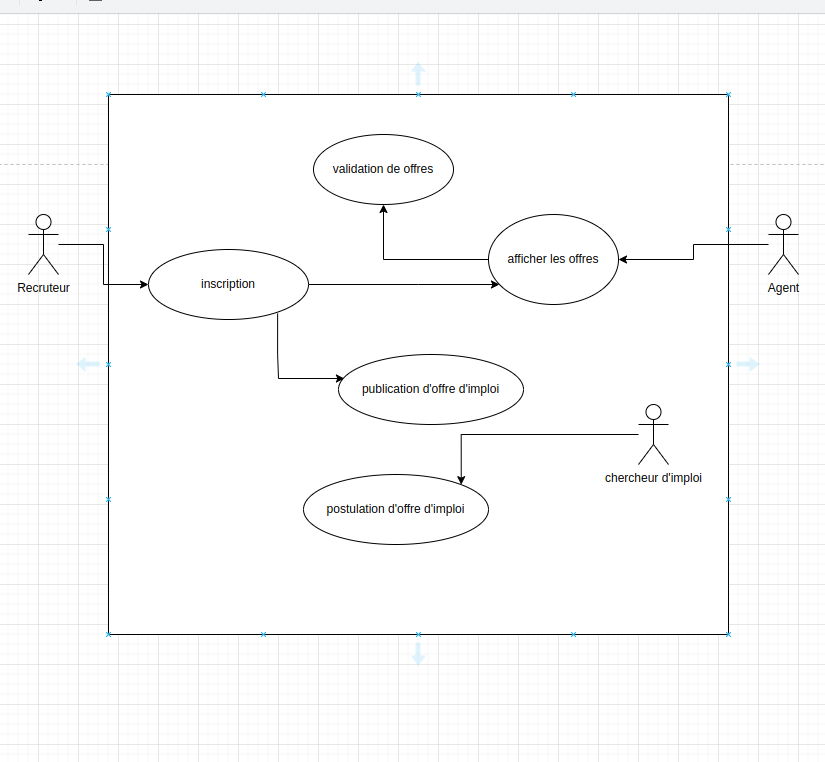 validation de offres
afficher les offres
inscription
Recruteur
Agent
publication d'offre d'imploi
chercheur d'imploi
postulation d'offre d'imploi